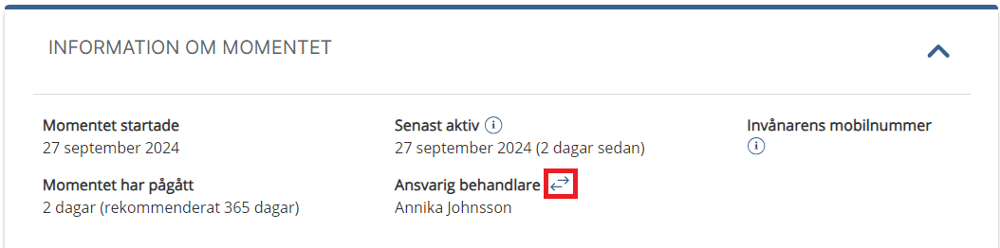 INFORMATION OM MOMENTET
Momentet startade
27 september 2024
Senast aktiv
27 september 2024 (2 dagar sedan)
Invånarens mobilnummer
Momentet har pågått
2 dagar (rekommenderat 365 dagar)
Ansvarig behandlare
Annika Johnsson